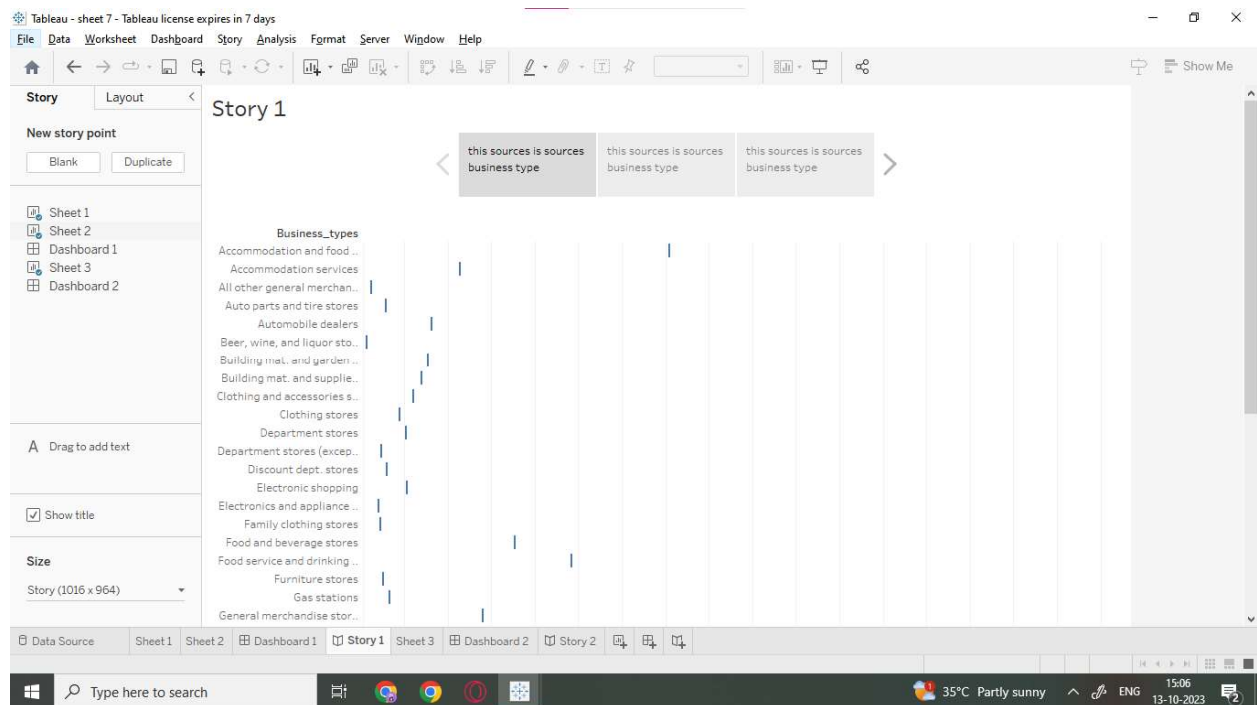 Tableau - sheet 7 - Tableau license expires in 7 days
File Data Worksheet Dashboard Story Analysis Format Server Window Help
Show Me
Story Layout
New story point
Blank Duplicate
Sheet 1
Sheet 2
Dashboard 1
Sheet 3
Dashboard 2
A Drag to add text
Show title
Size
Story (1016 x 964)
Story 1
this sources is sources
business type
this sources is sources
business type
this sources is sources
business type
Business_types
Accommodation and food ..
Accommodation services
All other general merchan..
Auto parts and tire stores
Automobile dealers
Beer, wine, and liquor sto..
Building mat. and garden ..
Building mat. and supplie..
Clothing and accessories s..
Clothing stores
Department stores
Department stores (excep..
Discount dept. stores
Electronic shopping
Electronics and appliance ..
Family clothing stores
Food and beverage stores
Food service and drinking ..
Furniture stores
Gas stations
General merchandise stor..
Data Source Sheet 1 Sheet 2 Dashboard 1 Story 1 Sheet 3 Dashboard 2 Story 2
Type here to search
35°C Partly sunny
ENG
15:06
13-10-2023